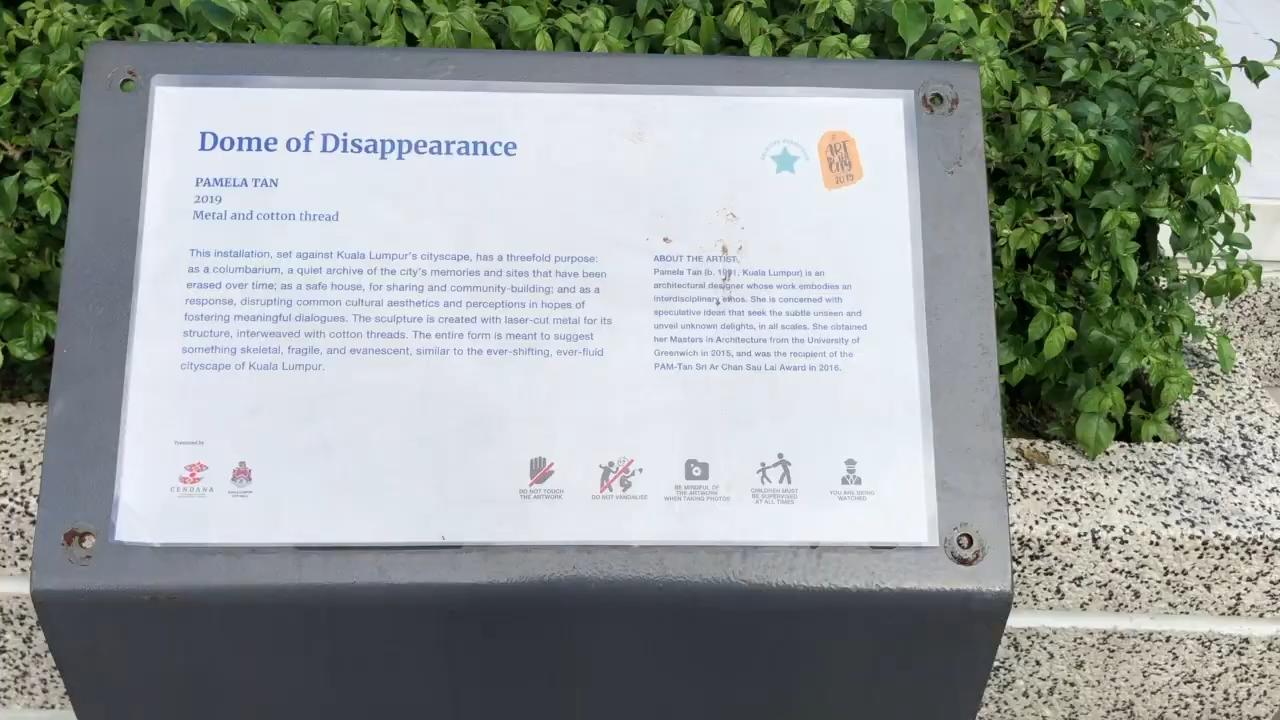 Dome of Disappearance
PAMELA TAN
2019
Metal and cotton thread
This installation, set against Kuala Lumpur's cityscape, has a threefold purpose:
as a columbarium, a quiet archive of the city's memories and sites that have been
erased over time; as a safe house, for sharing and community-building; and as a
response, disrupting common cultural aesthetics and perceptions in hopes of
fostering meaningful dialogues. The sculpture is created with laser-cut metal for its
structure, interweaved with cotton threads. The entire form is meant to suggest
something skeletal, fragile, and evanescent, similar to the ever-shifting, ever-fluid
cityscape of Kuala Lumpur.
ART
CITY
2019
ABOUT THE ARTIST:
Pamela Tan (b. 1991, Kuala Lumpur) is an
architectural designer whose work embodies an
interdisciplinary ethos. She is concerned with
speculative ideas that seek the subtle unseen and
unveil unknown delights, in all scales. She obtained
her Masters in Architecture from the University of
Greenwich in 2015, and was the recipient of the
PAM-Tan Sri Ar Chan Sau Lai Award in 2016.
Presented by
CENDANA
KUALA LUMPUR
CITY HALL
DO NOT TOUCH
THE ARTWORK
DO NOT VANDALISE
BE MINDFUL OF
THE ARTWORK
WHEN TAKING PHOTOS
CHILDREN MUST
BE SUPERVISED
AT ALL TIMES
YOU ARE BEING
WATCHED